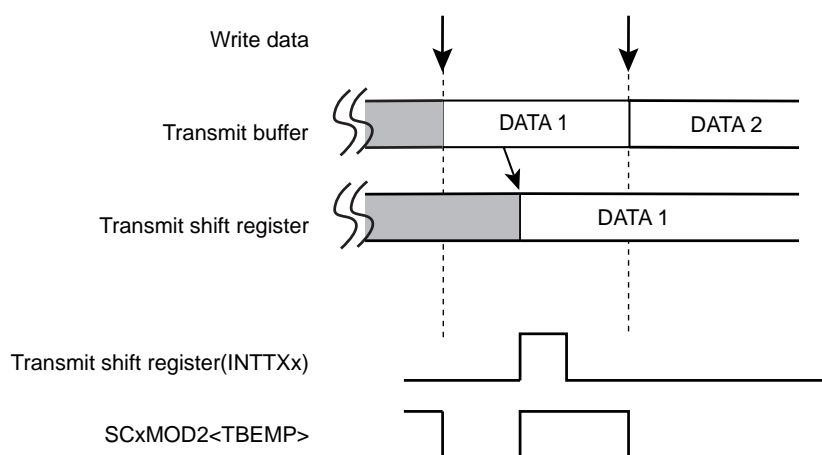 Write data
Transmit buffer
DATA 1
DATA 2
Transmit shift register
DATA 1
Transmit shift register(INTTXx)
SCxMOD2<TBEMP>